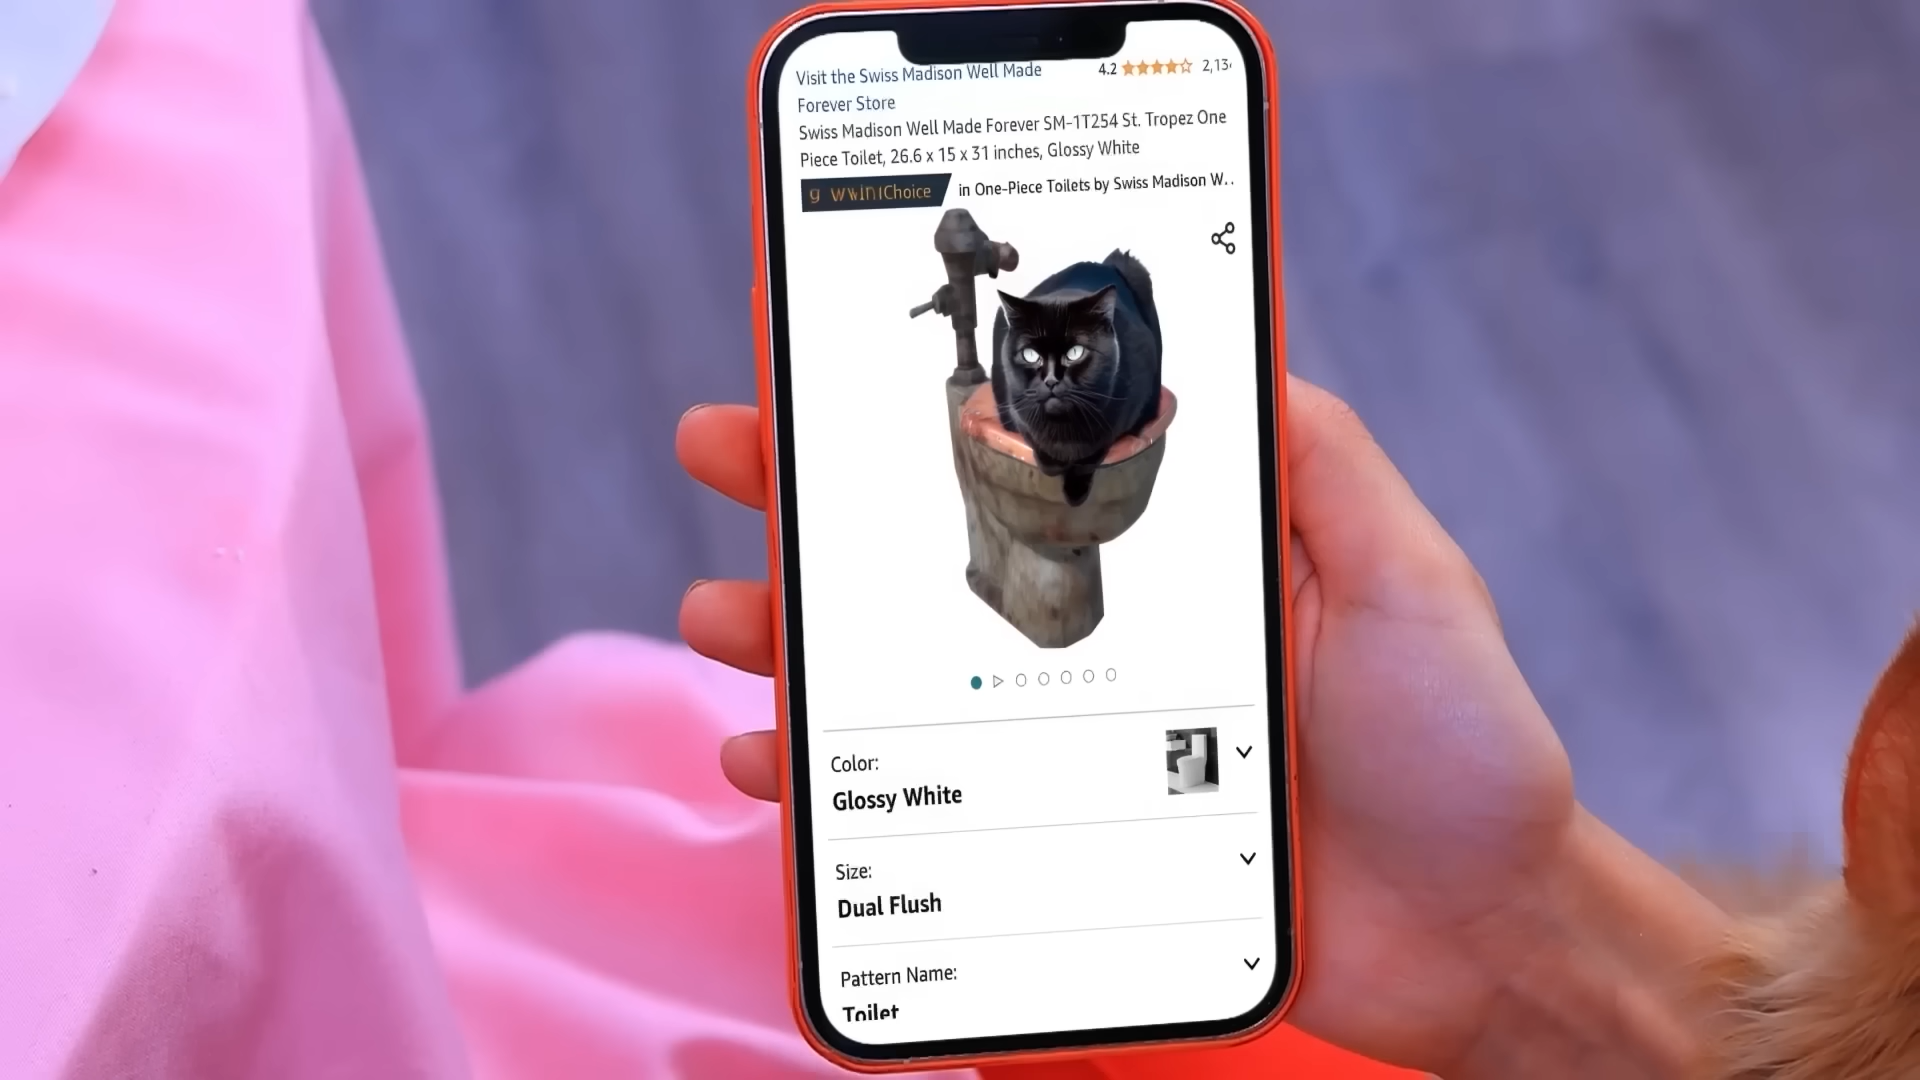 Visit the Swiss Madison Well Made
Forever Store
4.2
Swiss Madison Well Made Forever SM-1T254 St. Tropez One
Piece Toilet, 26.6 x 15 x 31 inches, Glossy White
Choice in One-Piece Toilets by Swiss Madison W..
Color:
Glossy White
Size:
Dual Flush
Pattern Name:
Toilet